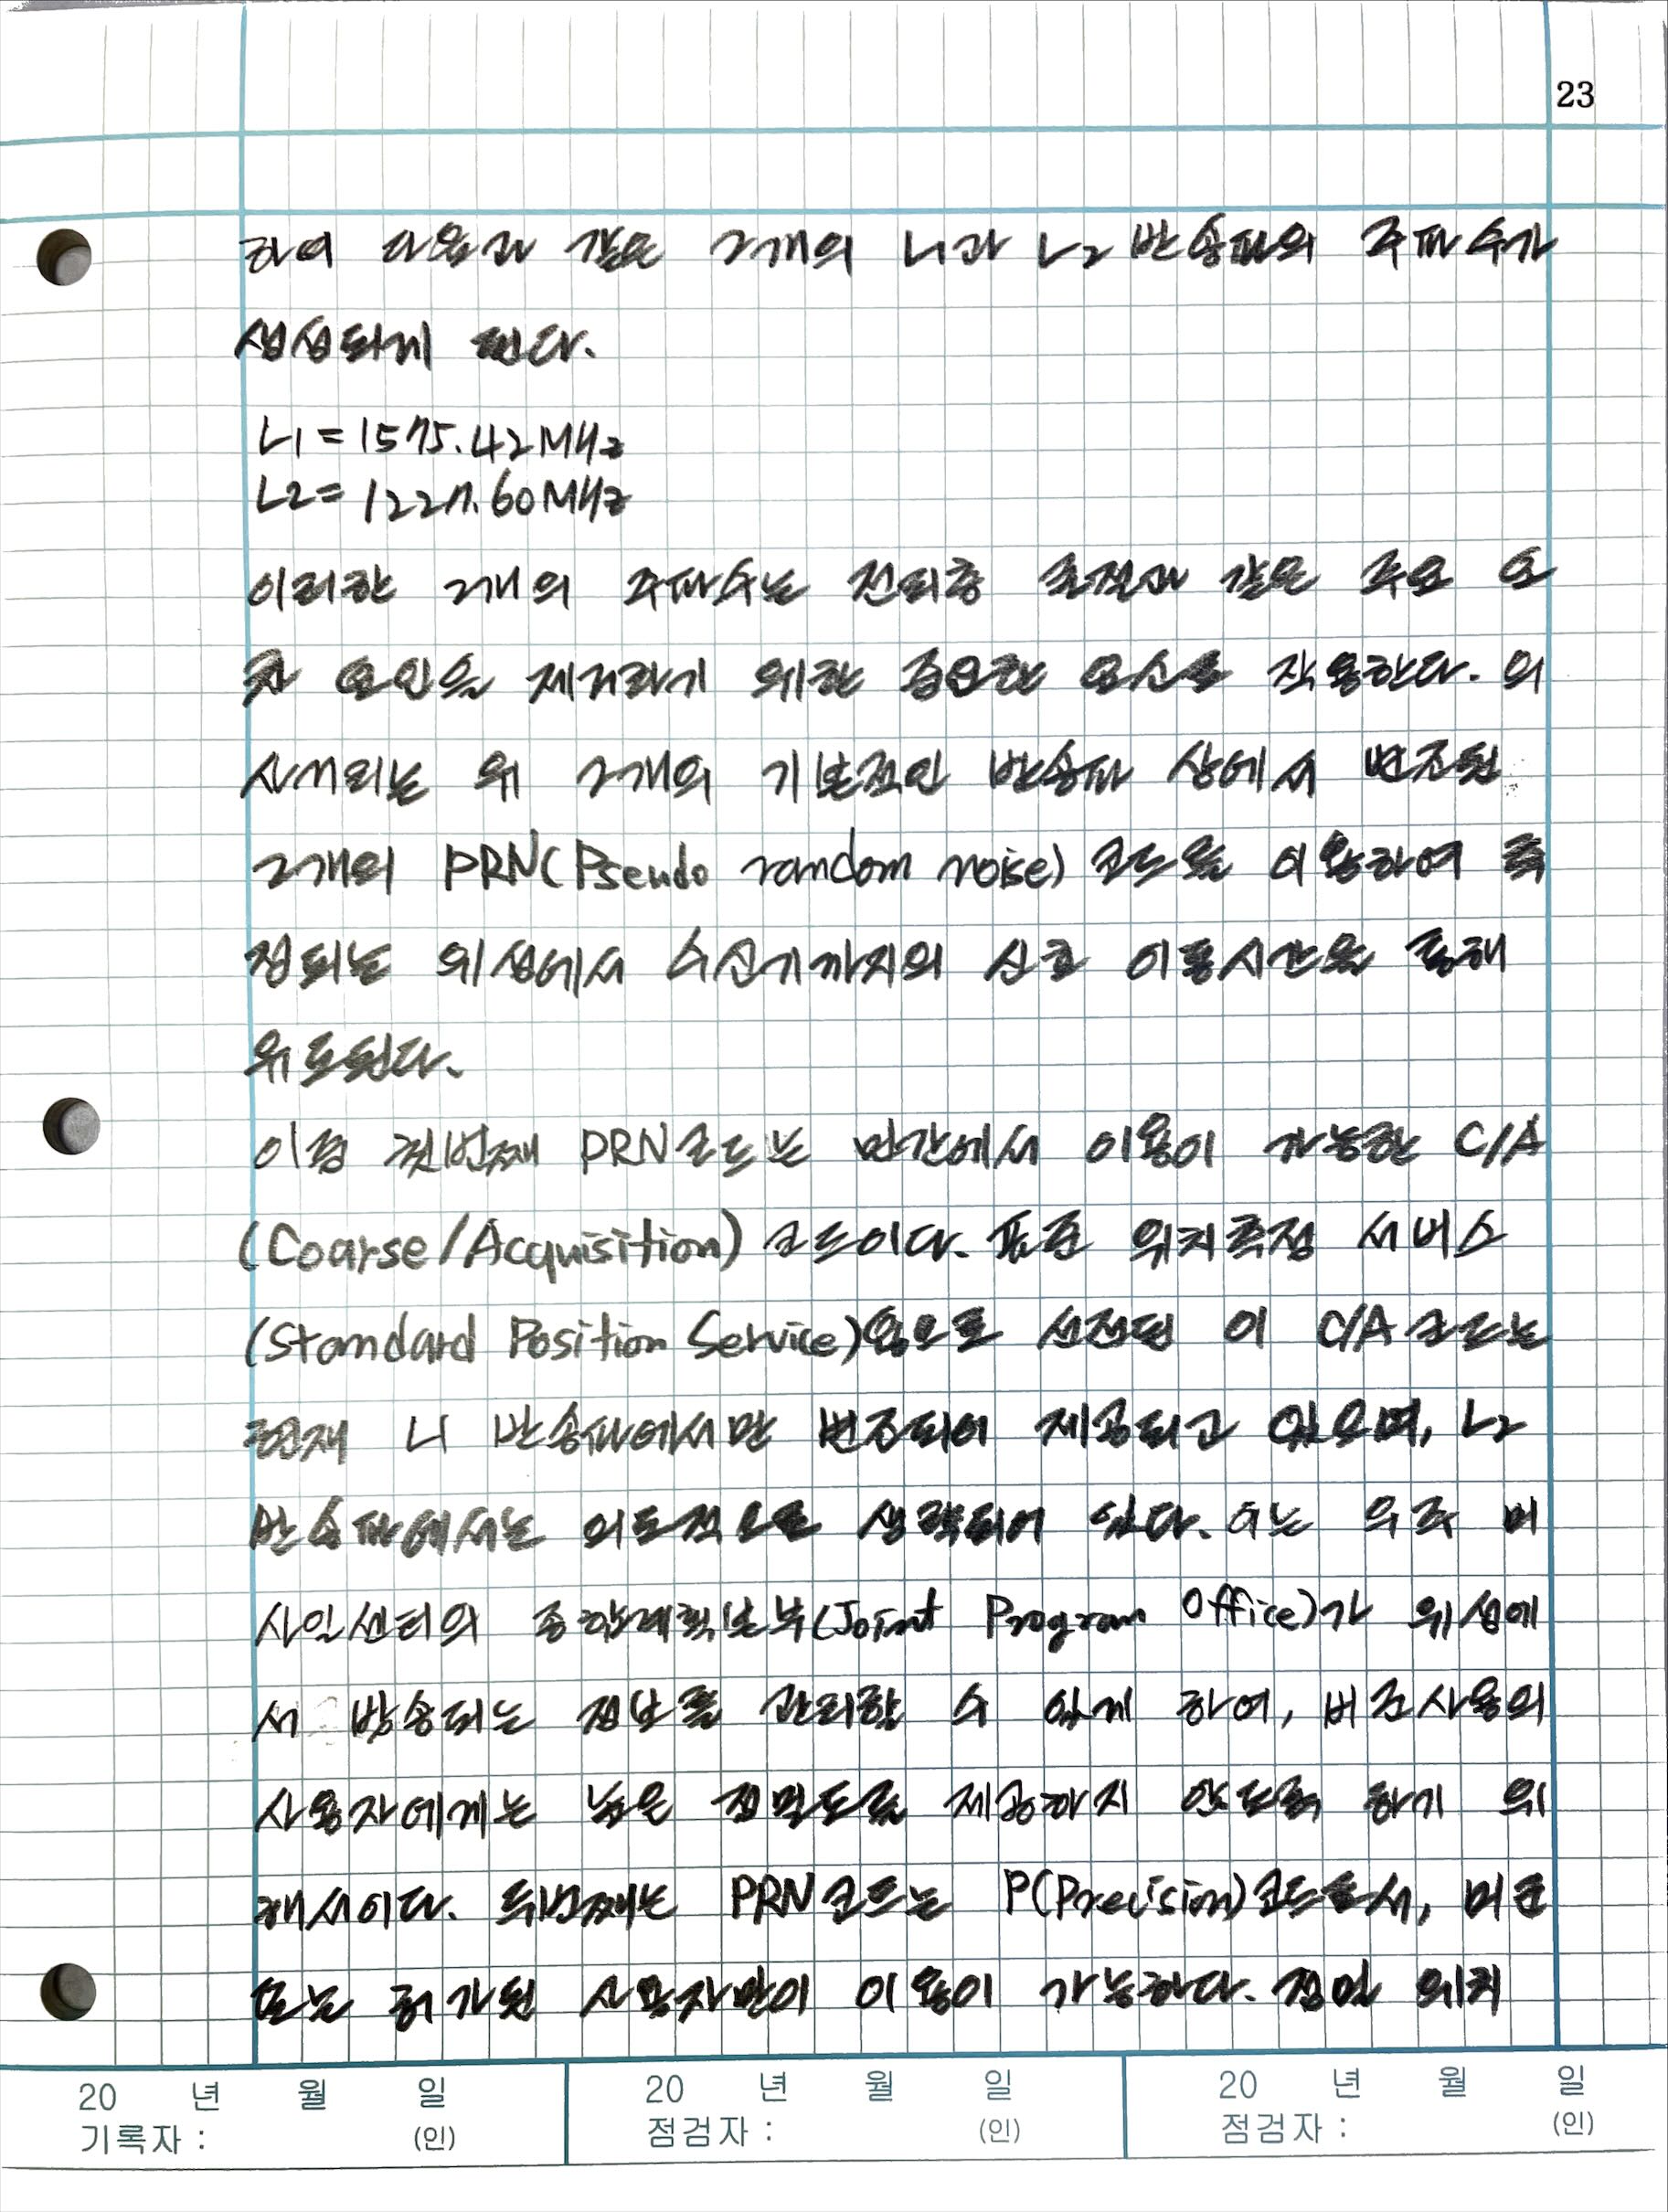 23
하여 다음과 같은 2개의 L1과 L2 반송파의 주파수가
생성되게 된다.
L1 = 1575.42MHz
L2 = 1227.60MHz
이러한 2개의 주파수는 전리층 효과와 같은 주요 오
차 요인을 제거하기 위한 중요한 요소로 작용한다. 의
사거리는 위 2개의 기본적인 반송파 상에서 변조된
2개의 PRN(Pseudo random noise) 코드를 이용하여 측
정되는 위성에서 수신기까지의 신호 이동시간을 통해
유도된다.
이중 첫번째 PRN코드는 민간에서 이용이 가능한 C/A
(Coarse/Acquisition) 코드이다. 표준 위치측정 서비스
(Standard Position Service)용으로 선정된 이 C/A 코드는
현재 L1 반송파에서만 변조되어 제공되고 있으며, L2
반송파에서는 의도적으로 생략되어 있다. 이는 우주 미
사일센터의 종합계획본부(Joint Program Office)가 위성에
서 방송되는 정보를 관리할 수 있게 하여, 비군사용의
사용자에게는 높은 정밀도를 제공하지 않도록 하기 위
해서이다. 두번째는 PRN코드는 P(Precision)코드로서, 미군
또는 허가된 사용자만이 이용이 가능하다. 정밀 위치
20 년 월 일 20 년 월 일 20 년 월 일
기록자 : (인) 점검자 : (인) 점검자 : (인)